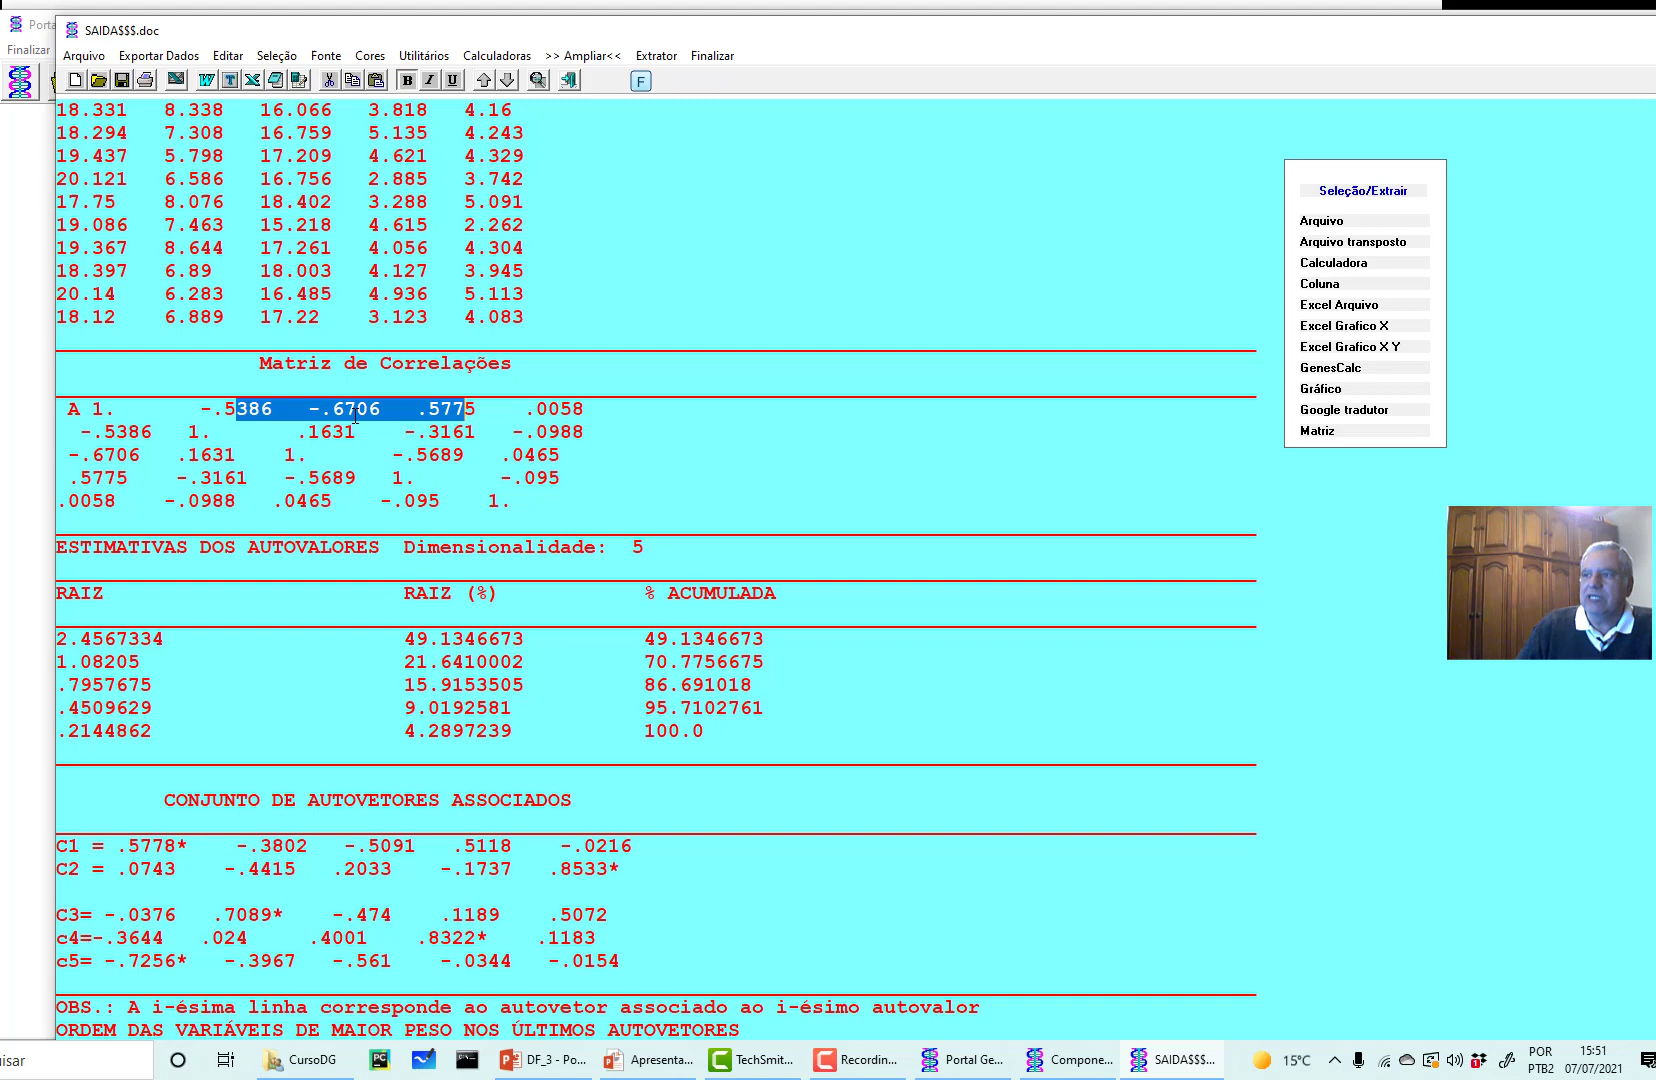 Porta
SAIDA$$$.doc
Finalizar
Arquivo Exportar Dados Editar Seleção Fonte Cores Utilitários Calculadoras >> Ampliar<< Extrator Finalizar
W T X B I U F
18.331 8.338 16.066 3.818 4.16
18.294 7.308 16.759 5.135 4.243
19.437 5.798 17.209 4.621 4.329
20.121 6.586 16.756 2.885 3.742
17.75 8.076 18.402 3.288 5.091
19.086 7.463 15.218 4.615 2.262
19.367 8.644 17.261 4.056 4.304
18.397 6.89 18.003 4.127 3.945
20.14 6.283 16.485 4.936 5.113
18.12 6.889 17.22 3.123 4.083
Matriz de Correlações
A 1. -.5386 -.6706 .5775 .0058
-.5386 1. .1631 -.3161 -.0988
-.6706 .1631 1. -.5689 .0465
.5775 -.3161 -.5689 1. -.095
.0058 -.0988 .0465 -.095 1.
ESTIMATIVAS DOS AUTOVALORES Dimensionalidade: 5
RAIZ RAIZ (%) % ACUMULADA
2.4567334 49.1346673 49.1346673
1.08205 21.6410002 70.7756675
.7957675 15.9153505 86.691018
.4509629 9.0192581 95.7102761
.2144862 4.2897239 100.0
CONJUNTO DE AUTOVETORES ASSOCIADOS
C1 = .5778* -.3802 -.5091 .5118 -.0216
C2 = .0743 -.4415 .2033 -.1737 .8533*
C3= -.0376 .7089* -.474 .1189 .5072
c4=-.3644 .024 .4001 .8322* .1183
c5= -.7256* -.3967 -.561 -.0344 -.0154
OBS.: A i-ésima linha corresponde ao autovetor associado ao i-ésimo autovalor
ORDEM DAS VARIÁVEIS DE MAIOR PESO NOS ÚLTIMOS AUTOVETORES
Seleção/Extrair
Arquivo
Arquivo transposto
Calculadora
Coluna
Excel Arquivo
Excel Grafico X
Excel Grafico X Y
GenesCalc
Gráfico
Google tradutor
Matriz
isar CursoDG DF_3 - Po... Apresenta... TechSmit... Recordin... Portal Ge... Compone... SAIDA$$$... 15°C POR PTB2 15:51 07/07/2021